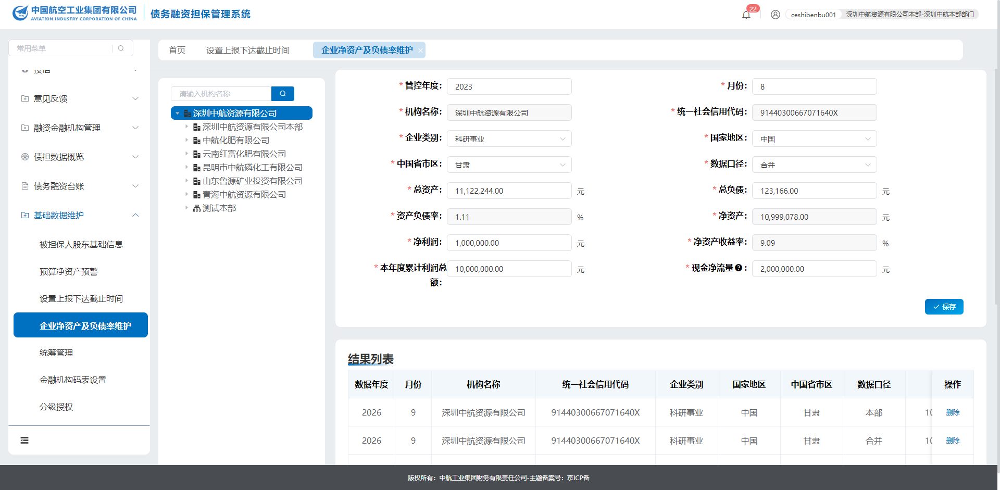 中国航空工业集团有限公司
AVIATION INDUSTRY CORPORATION OF CHINA
债务融资担保管理系统
22
ceshibenbu001
深圳中航资源有限公司本部-深圳中航本部部门
常用菜单
授信
意见反馈
融资金融机构管理
债担数据概览
债务融资台账
基础数据维护
被担保人股东基础信息
预算净资产预警
设置上报下达截止时间
企业净资产及负债率维护
统筹管理
金融机构码表设置
分级授权
首页
设置上报下达截止时间
企业净资产及负债率维护
请输入机构名称
深圳中航资源有限公司
深圳中航资源有限公司本部
中航化肥有限公司
云南红富化肥有限公司
昆明市中航磷化工有限公司
山东鲁源矿业投资有限公司
青海中航资源有限公司
测试本部
*管控年度： 2023
*月份： 8
*机构名称： 深圳中航资源有限公司
*统一社会信用代码： 91440300667071640X
*企业类别： 科研事业
*国家地区： 中国
*中国省市区： 甘肃
*数据口径： 合并
*总资产： 11,122,244.00 元
*总负债： 123,166.00 元
*资产负债率： 1.11 %
*净资产： 10,999,078.00 元
*净利润： 1,000,000.00 元
*净资产收益率： 9.09 %
*本年度累计利润总额： 10,000,000.00 元
*现金净流量： 2,000,000.00 元
保存
结果列表
数据年度 月份 机构名称 统一社会信用代码 企业类别 国家地区 中国省市区 数据口径 操作
2026 9 深圳中航资源有限公司 91440300667071640X 科研事业 中国 甘肃 本部 10 删除
2026 9 深圳中航资源有限公司 91440300667071640X 科研事业 中国 甘肃 合并 10 删除
版权所有：中航工业集团财务有限责任公司-主题备案号：京ICP备